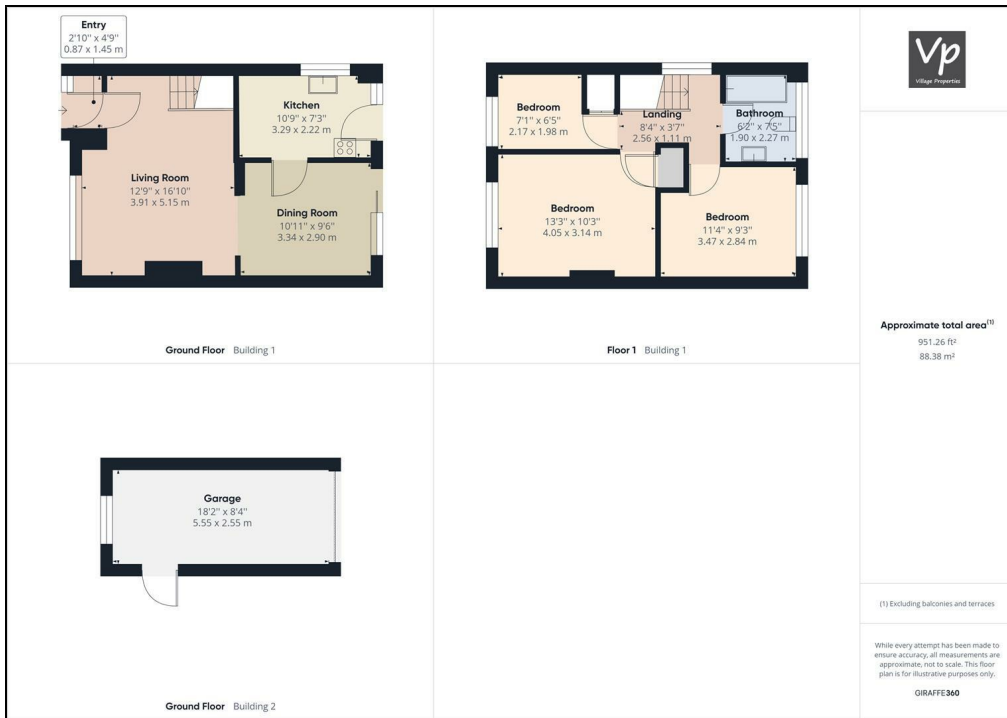 Entry
2'10" x 4'9"
0.87 x 1.45 m
Kitchen
10'9" x 7'3"
3.29 x 2.22 m
Living Room
12'9" x 16'10"
3.91 x 5.15 m
Dining Room
10'11" x 9'6"
3.34 x 2.90 m
Ground Floor Building 1
Bedroom
7'1" x 6'5"
2.17 x 1.98 m
Landing
8'4" x 3'7"
2.56 x 1.11 m
Bathroom
6'2" x 7'5"
1.90 x 2.27 m
Bedroom
13'3" x 10'3"
4.05 x 3.14 m
Bedroom
11'4" x 9'3"
3.47 x 2.84 m
Floor 1 Building 1
Garage
18'2" x 8'4"
5.55 x 2.55 m
Ground Floor Building 2
Vp
Village Properties
Approximate total area(1)
951.26 ft²
88.38 m²
(1) Excluding balconies and terraces
While every attempt has been made to
ensure accuracy, all measurements are
approximate, not to scale. This floor
plan is for illustrative purposes only.
GIRAFFE360